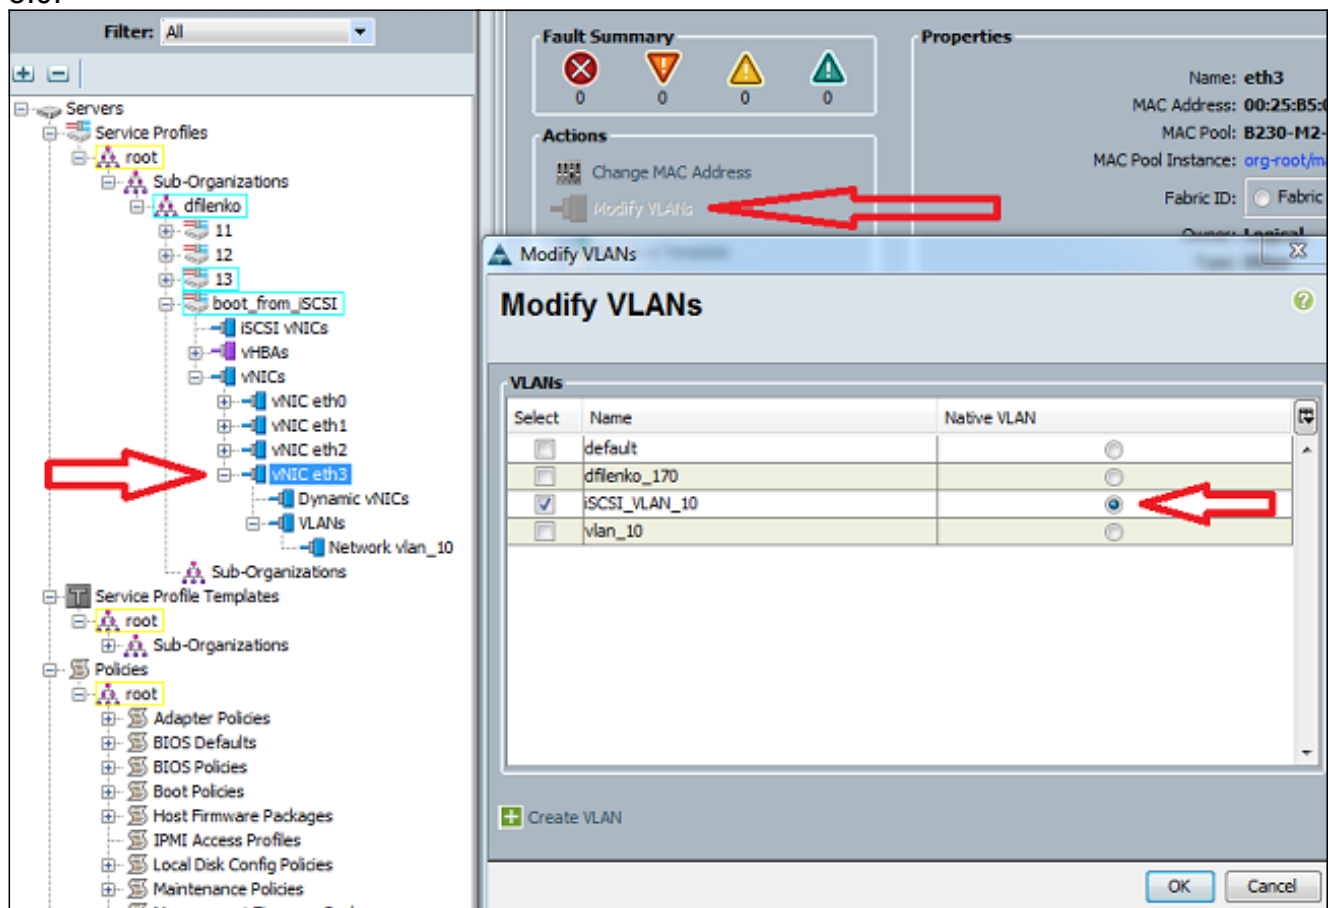 Filter: All
Servers
Service Profiles
root
Sub-Organizations
dfilenko
11
12
13
boot_from_iSCSI
iSCSI vNICs
vHBAs
vNICs
vNIC eth0
vNIC eth1
vNIC eth2
vNIC eth3
Dynamic vNICs
VLANs
Network vlan_10
Sub-Organizations
Service Profile Templates
root
Sub-Organizations
Policies
root
Adapter Policies
BIOS Defaults
BIOS Policies
Boot Policies
Host Firmware Packages
IPMI Access Profiles
Local Disk Config Policies
Maintenance Policies
Fault Summary
0 0 0 0
Actions
Change MAC Address
Modify VLANs
Properties
Name: eth3
MAC Address: 00:25:B5:
MAC Pool: B230-M2-
MAC Pool Instance: org-root/m
Fabric ID: Fabric
Owner: Logical
Modify VLANs
Modify VLANs
VLANs
Select Name Native VLAN
default
dfilenko_170
iSCSI_VLAN_10
vlan_10
Create VLAN
OK Cancel